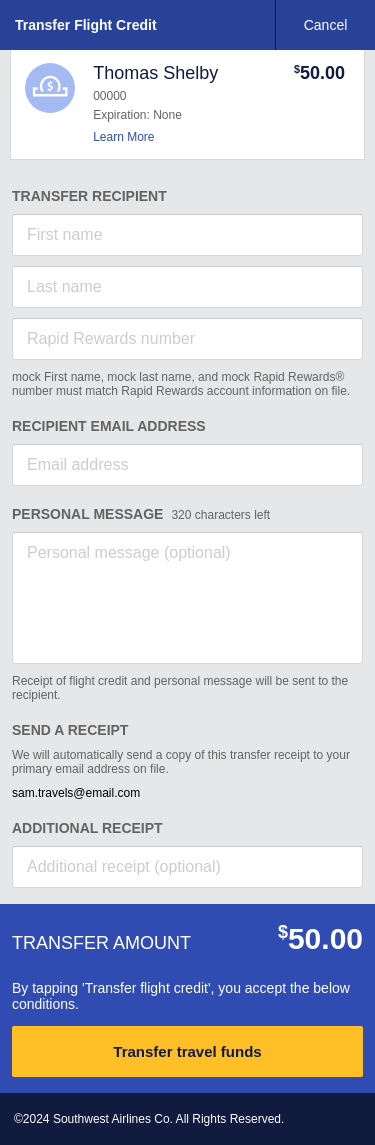 Transfer Flight Credit
Cancel
Thomas Shelby
$50.00
00000
Expiration: None
Learn More
TRANSFER RECIPIENT
First name
Last name
Rapid Rewards number
mock First name, mock last name, and mock Rapid Rewards®
number must match Rapid Rewards account information on file.
RECIPIENT EMAIL ADDRESS
Email address
PERSONAL MESSAGE 320 characters left
Personal message (optional)
Receipt of flight credit and personal message will be sent to the
recipient.
SEND A RECEIPT
We will automatically send a copy of this transfer receipt to your
primary email address on file.
sam.travels@email.com
ADDITIONAL RECEIPT
Additional receipt (optional)
TRANSFER AMOUNT
$50.00
By tapping 'Transfer flight credit', you accept the below
conditions.
Transfer travel funds
©2024 Southwest Airlines Co. All Rights Reserved.